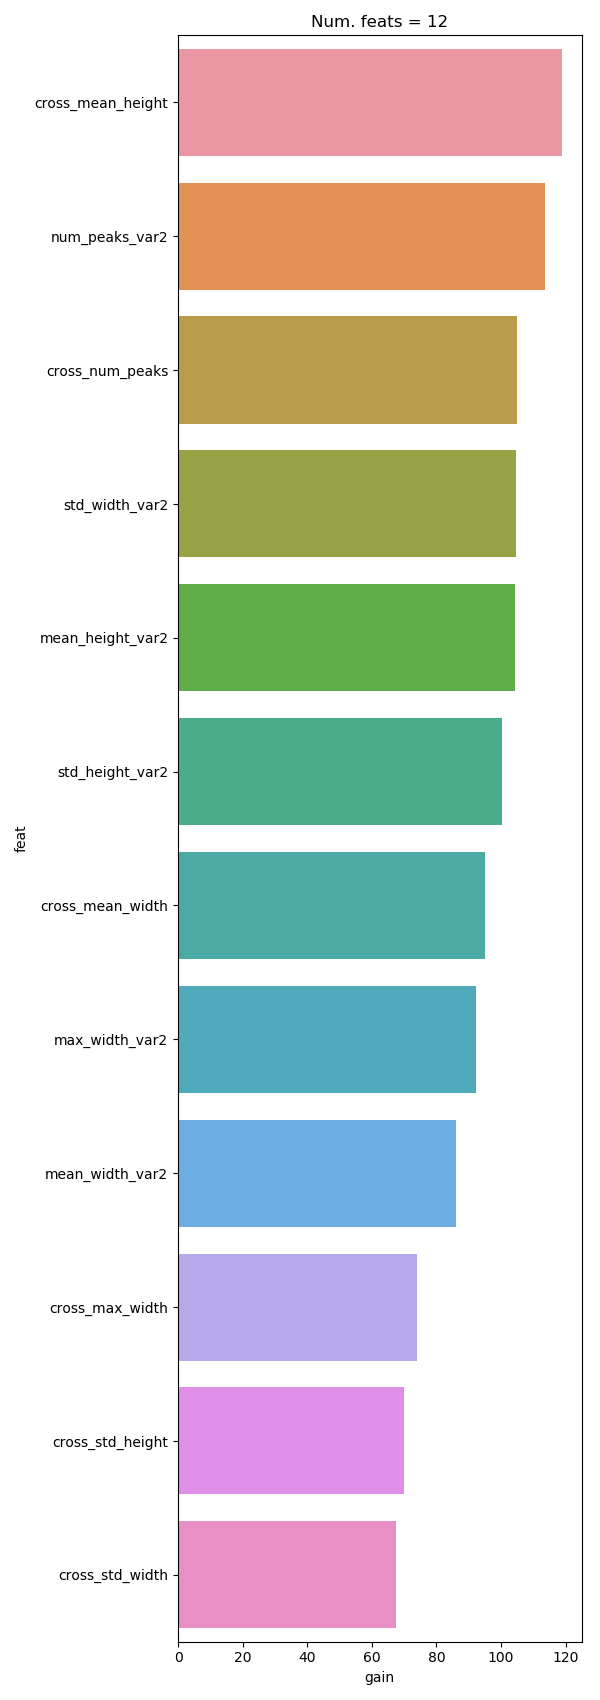 Num. feats = 12
cross_mean_height
num_peaks_var2
cross_num_peaks
std_width_var2
mean_height_var2
std_height_var2
feat
cross_mean_width
max_width_var2
mean_width_var2
cross_max_width
cross_std_height
cross_std_width
0 20 40 60 80 100 120
gain